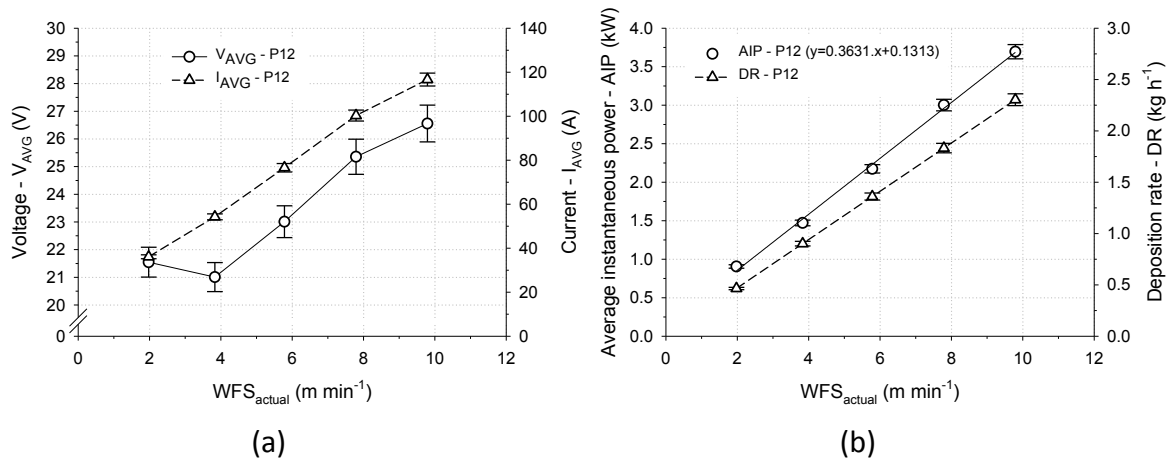 Voltage - V_AVG (V)
30
29
28
27
26
25
24
23
22
21
20
0
V_AVG - P12
I_AVG - P12
140
120
100
80
60
40
20
0
Current - I_AVG (A)
0 2 4 6 8 10 12
WFS_actual (m min⁻¹)
(a)
Average instantaneous power - AIP (kW)
4.0
3.5
3.0
2.5
2.0
1.5
1.0
0.5
0.0
AIP - P12 (y=0.3631.x+0.1313)
DR - P12
3.0
2.5
2.0
1.5
1.0
0.5
0.0
Deposition rate - DR (kg h⁻¹)
0 2 4 6 8 10 12
WFS_actual (m min⁻¹)
(b)